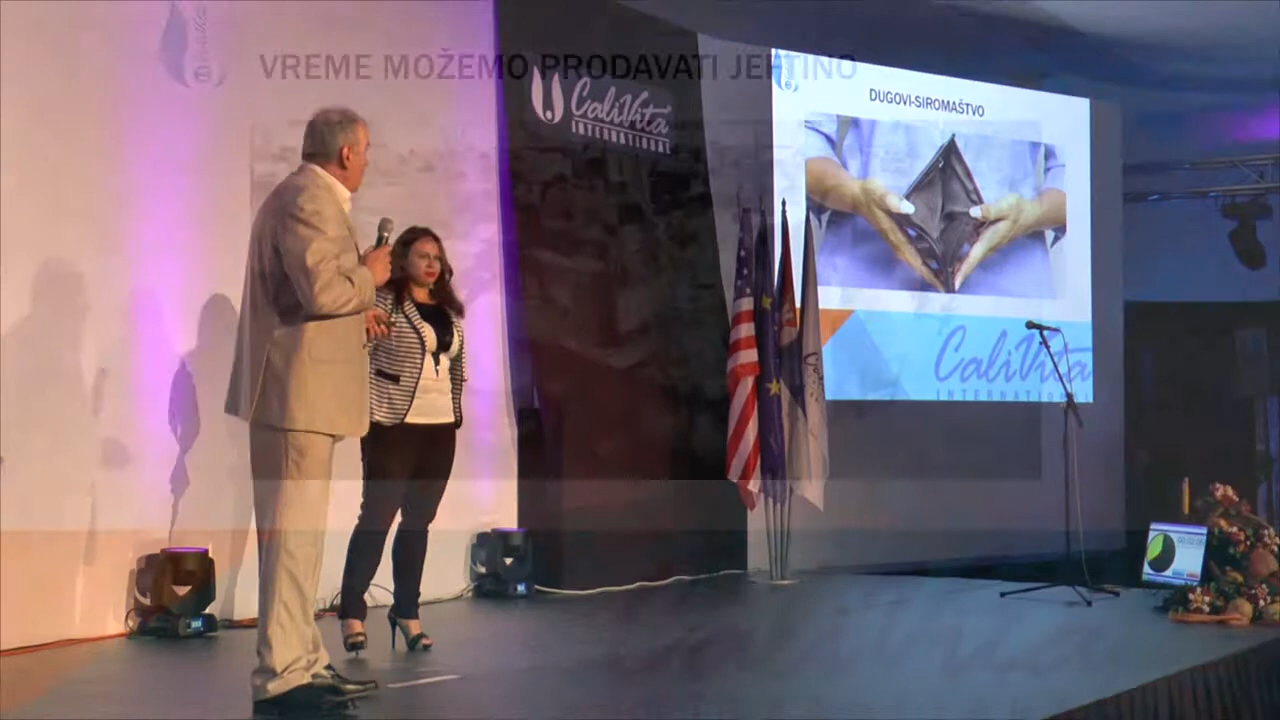 VREME MOŽEMO PRODAVATI JEFTINO
CaliVita
INTERNATIONAL
DUGOVI-SIROMAŠTVO
CaliVita
INTERNATIONAL